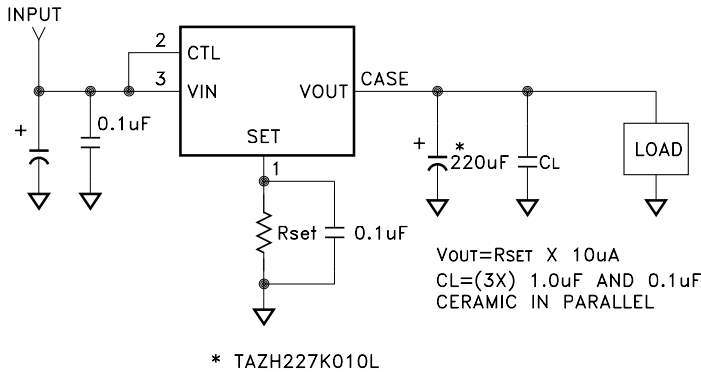 INPUT
2
CTL
3
VIN
VOUT
CASE
SET
1
+
0.1uF
+
*
220uF
CL
LOAD
Rset
0.1uF
VOUT=RSET X 10uA
CL=(3X) 1.0uF AND 0.1uF
CERAMIC IN PARALLEL
* TAZH227K010L